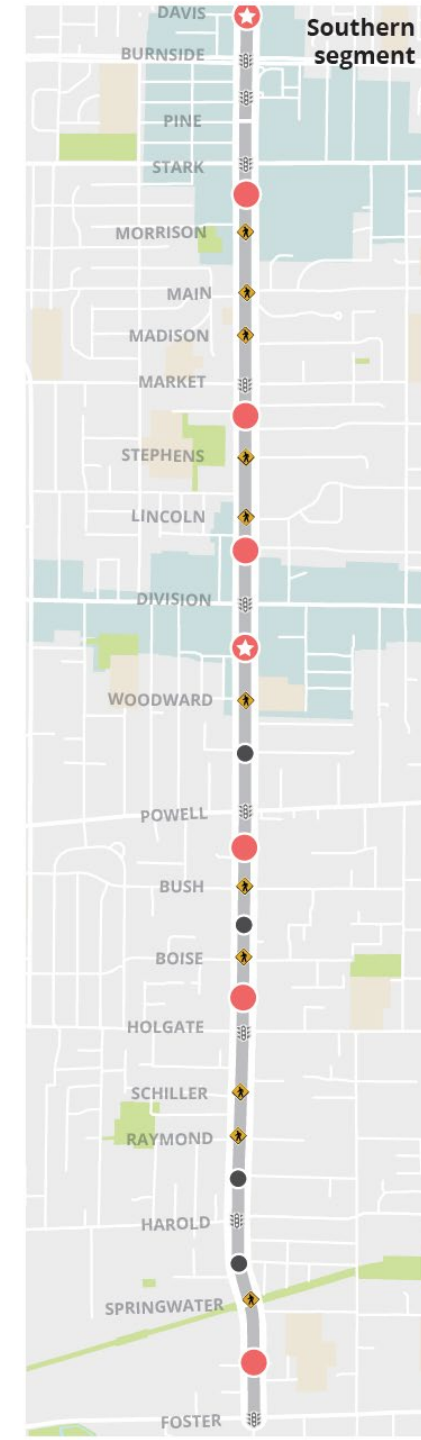 DAVIS
Southern
segment
BURNSIDE
PINE
STARK
MORRISON
MAIN
MADISON
MARKET
STEPHENS
LINCOLN
DIVISION
WOODWARD
POWELL
BUSH
BOISE
HOLGATE
SCHILLER
RAYMOND
HAROLD
SPRINGWATER
FOSTER